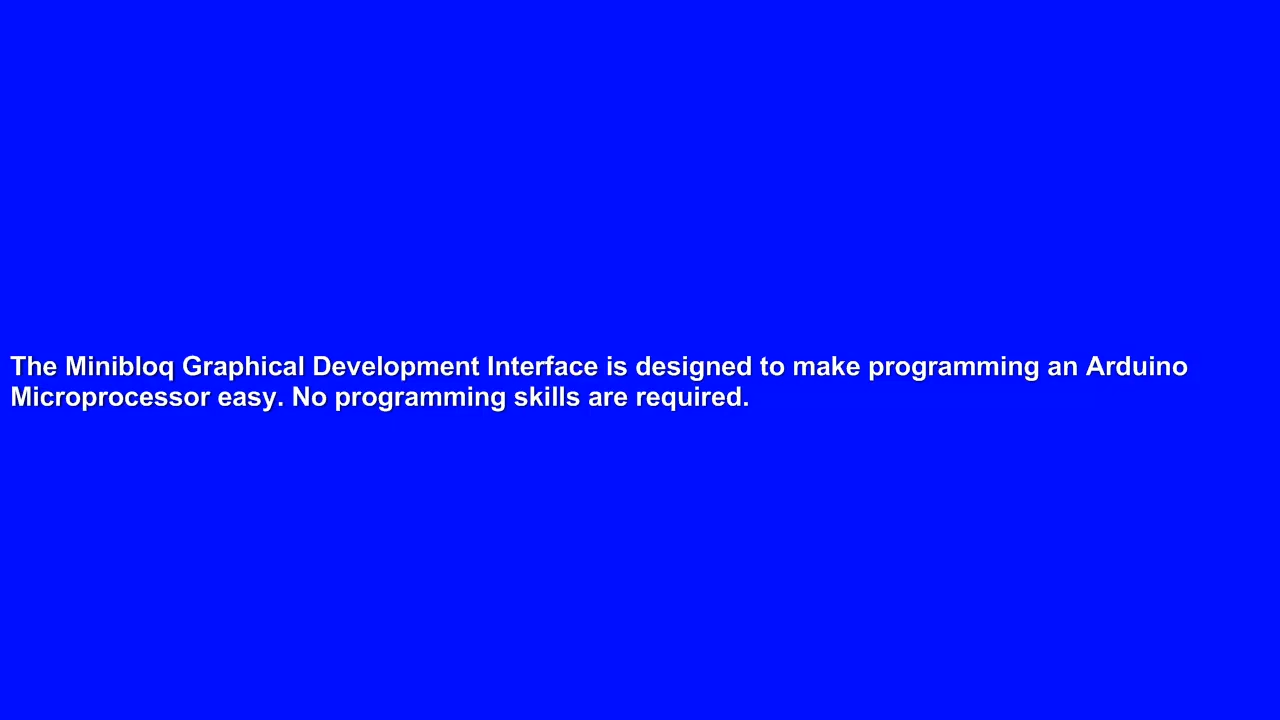 The Minibloq Graphical Development Interface is designed to make programming an Arduino
Microprocessor easy. No programming skills are required.